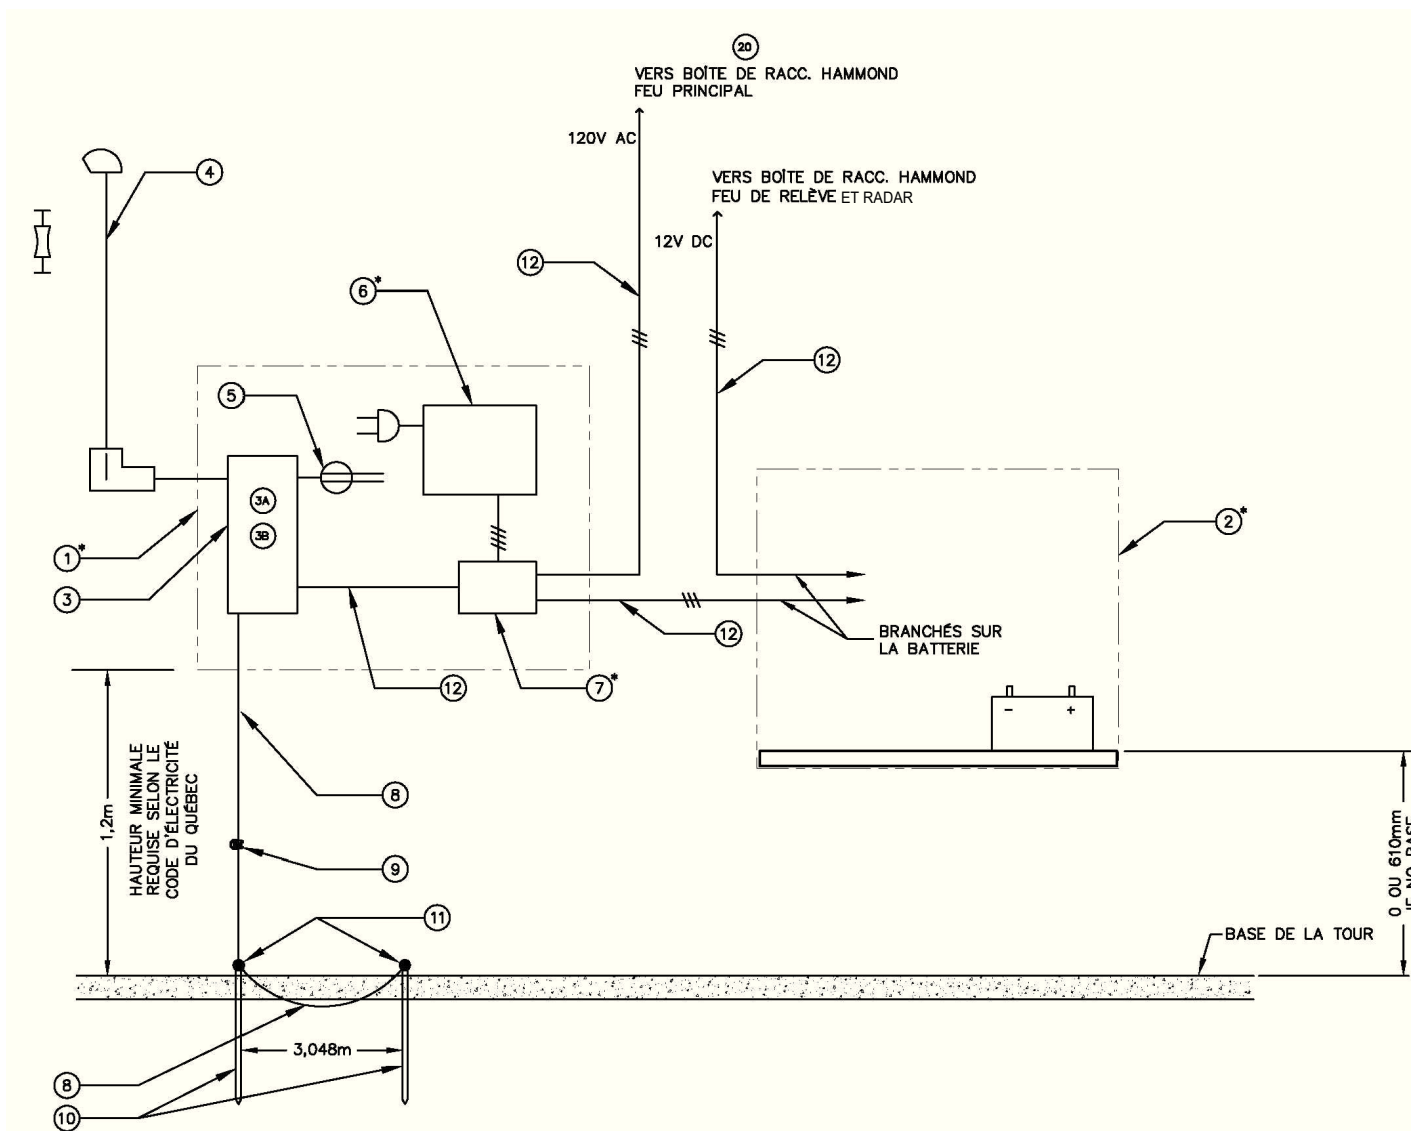 20
VERS BOÎTE DE RACC. HAMMOND
FEU PRINCIPAL
120V AC
4
VERS BOÎTE DE RACC. HAMMOND
FEU DE RELÈVE ET RADAR
12V DC
12
6*
12
5
3A
3B
1*
2*
3
12
BRANCHÉS SUR
LA BATTERIE
12
7*
- +
1,2m
HAUTEUR MINIMALE
REQUISE SELON LE
CODE D'ÉLECTRICITÉ
DU QUÉBEC
8
9
0 OU 610mm
11
BASE DE LA TOUR
3,048m
8
10